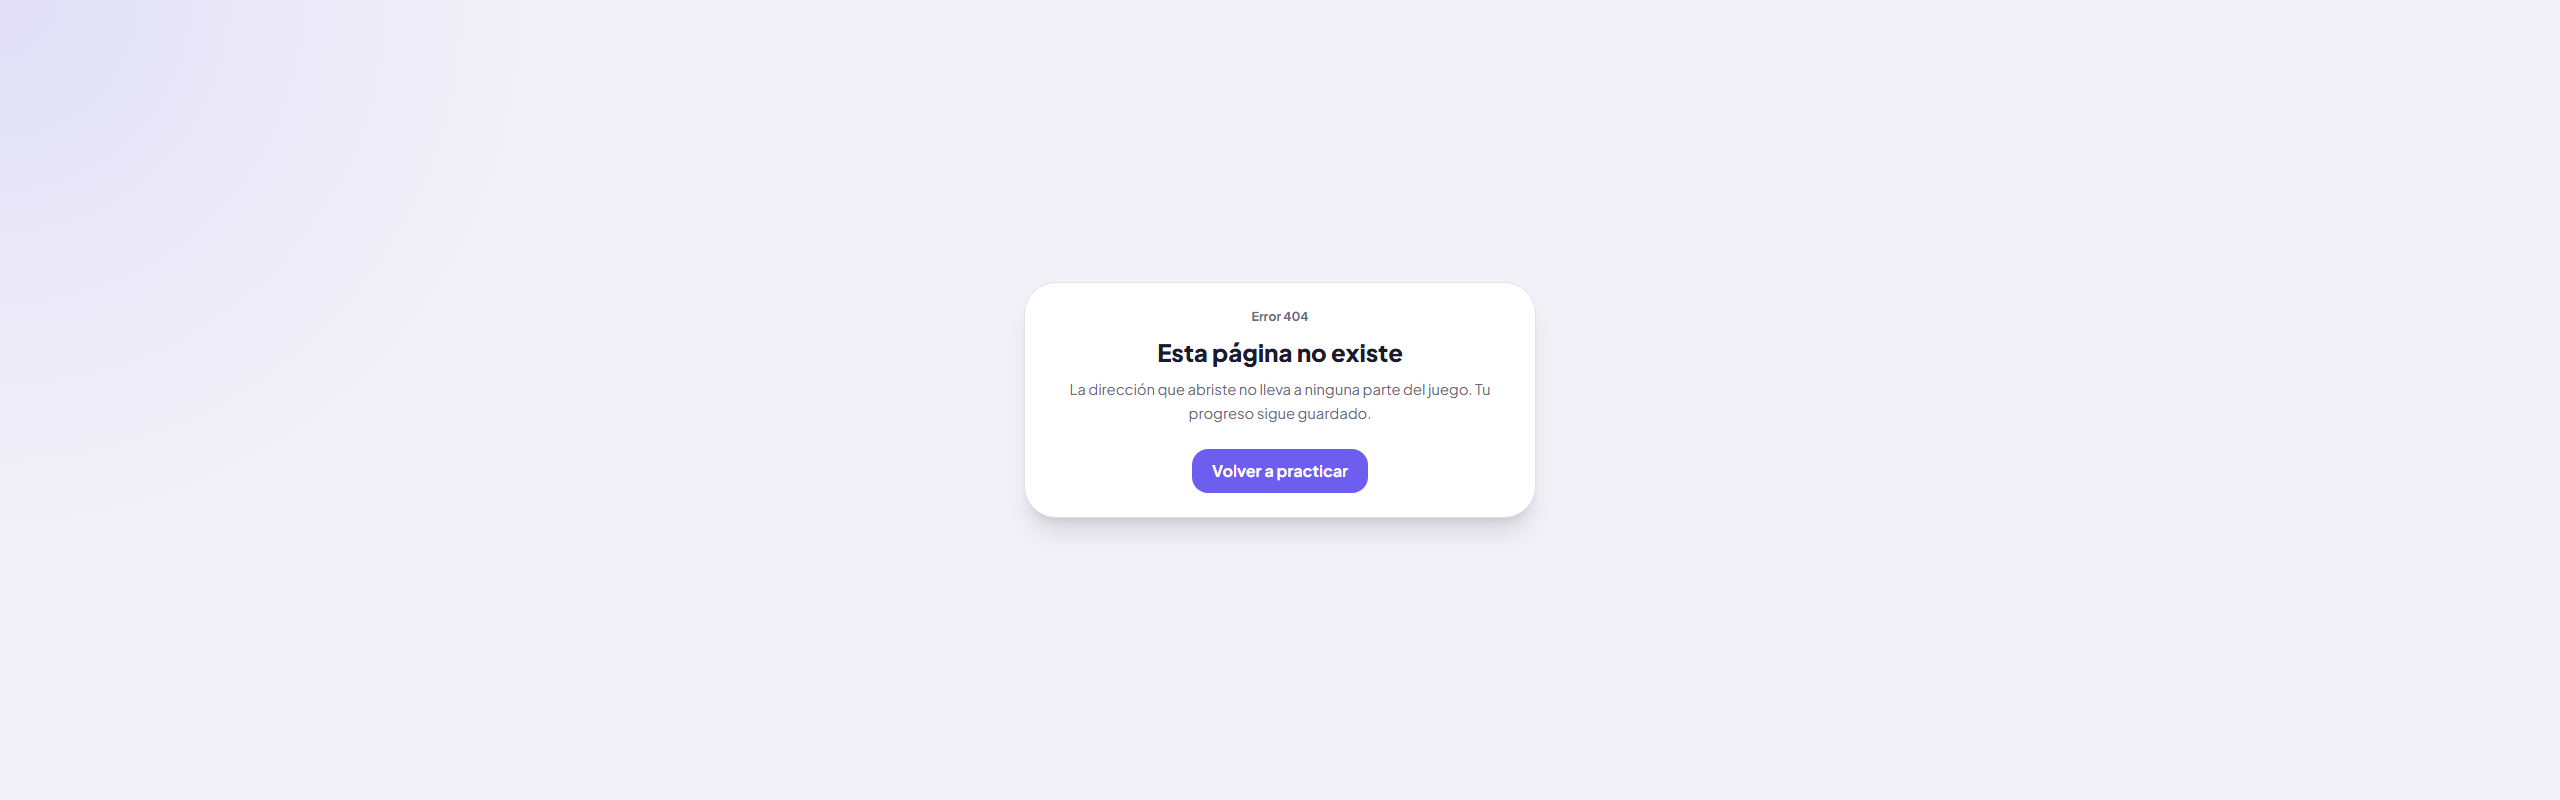 Error 404
Esta página no existe
La dirección que abriste no lleva a ninguna parte del juego. Tu
progreso sigue guardado.
Volver a practicar